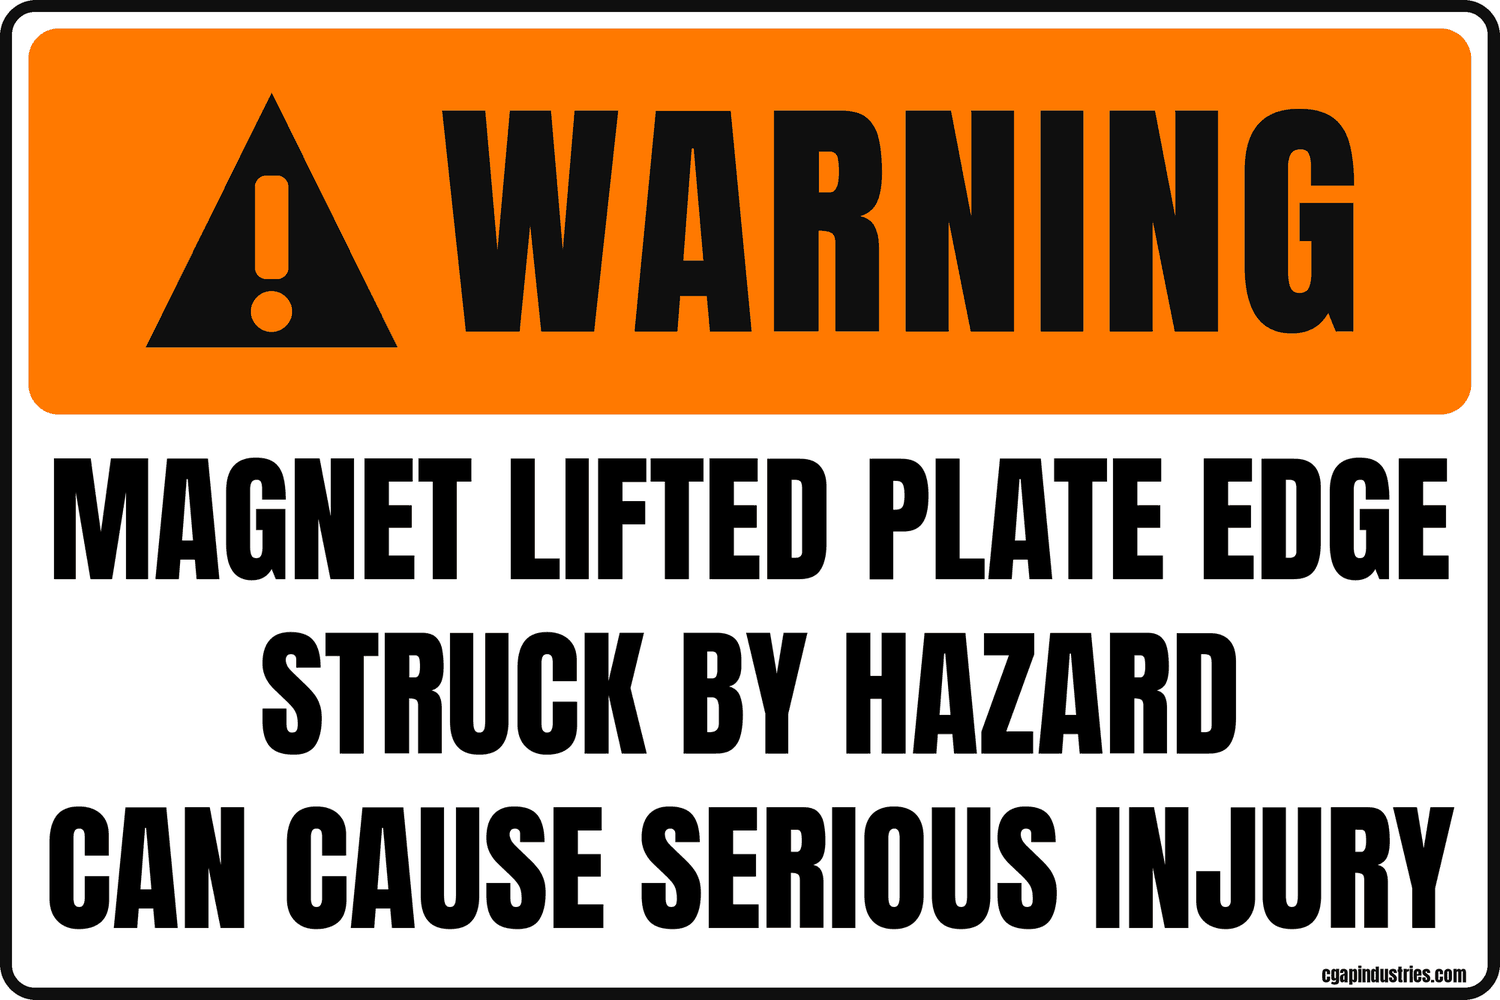 WARNING
MAGNET LIFTED PLATE EDGE
STRUCK BY HAZARD
CAN CAUSE SERIOUS INJURY
cgapindustries.com